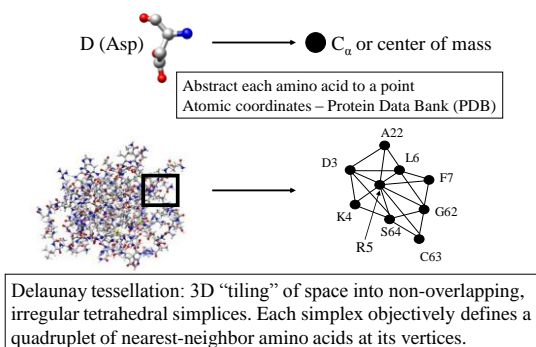 D (Asp)
Cα or center of mass
Abstract each amino acid to a point
Atomic coordinates – Protein Data Bank (PDB)
A22
D3
L6
F7
K4
G62
S64
R5
C63
Delaunay tessellation: 3D “tiling” of space into non-overlapping,
irregular tetrahedral simplices. Each simplex objectively defines a
quadruplet of nearest-neighbor amino acids at its vertices.